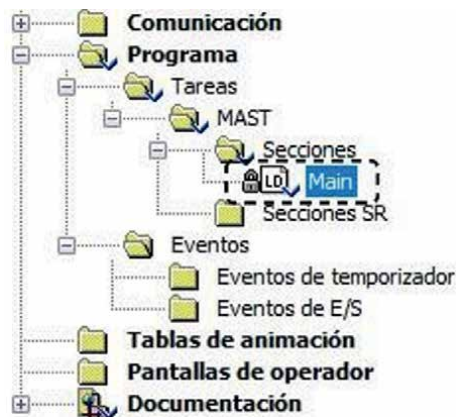 Comunicación
Programa
Tareas
MAST
Secciones
LD Main
Secciones SR
Eventos
Eventos de temporizador
Eventos de E/S
Tablas de animación
Pantallas de operador
Documentación